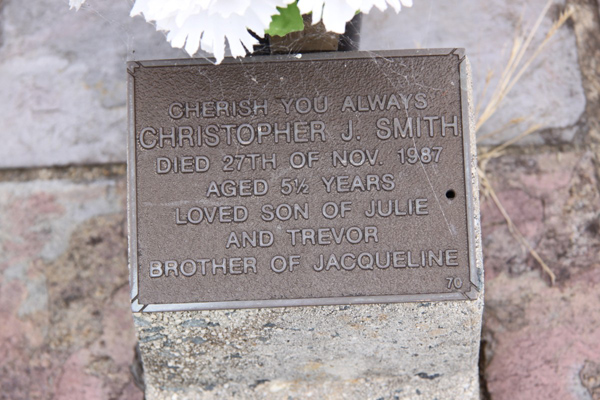 CHERISH YOU ALWAYS
CHRISTOPHER J. SMITH
DIED 27TH OF NOV. 1987
AGED 5½ YEARS
LOVED SON OF JULIE
AND TREVOR
BROTHER OF JACQUELINE
70